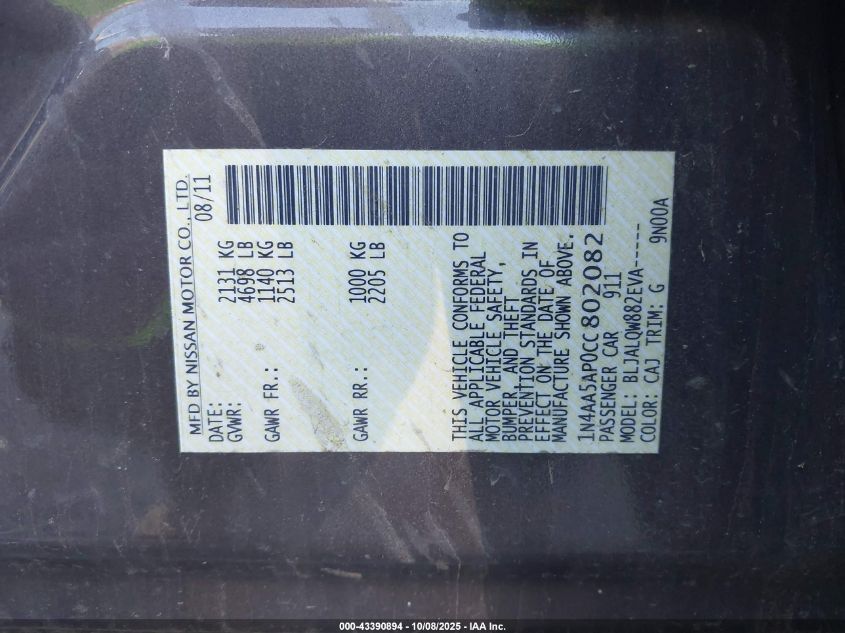 MFD BY NISSAN MOTOR CO., LTD.
DATE: 08/11
GVWR: 2131 KG
4698 LB
GAWR FR.: 1140 KG
2513 LB
GAWR RR.: 1000 KG
2205 LB
THIS VEHICLE CONFORMS TO
ALL APPLICABLE FEDERAL
MOTOR VEHICLE SAFETY,
BUMPER AND THEFT
PREVENTION STANDARDS IN
EFFECT ON THE DATE OF
MANUFACTURE SHOWN ABOVE.
1N4AA5AP0CC802082
PASSENGER CAR 911
MODEL: BLJALQW882EVA-----
COLOR: CAJ TRIM: G 9N00A
000-43390894 - 10/08/2025 - IAA Inc.